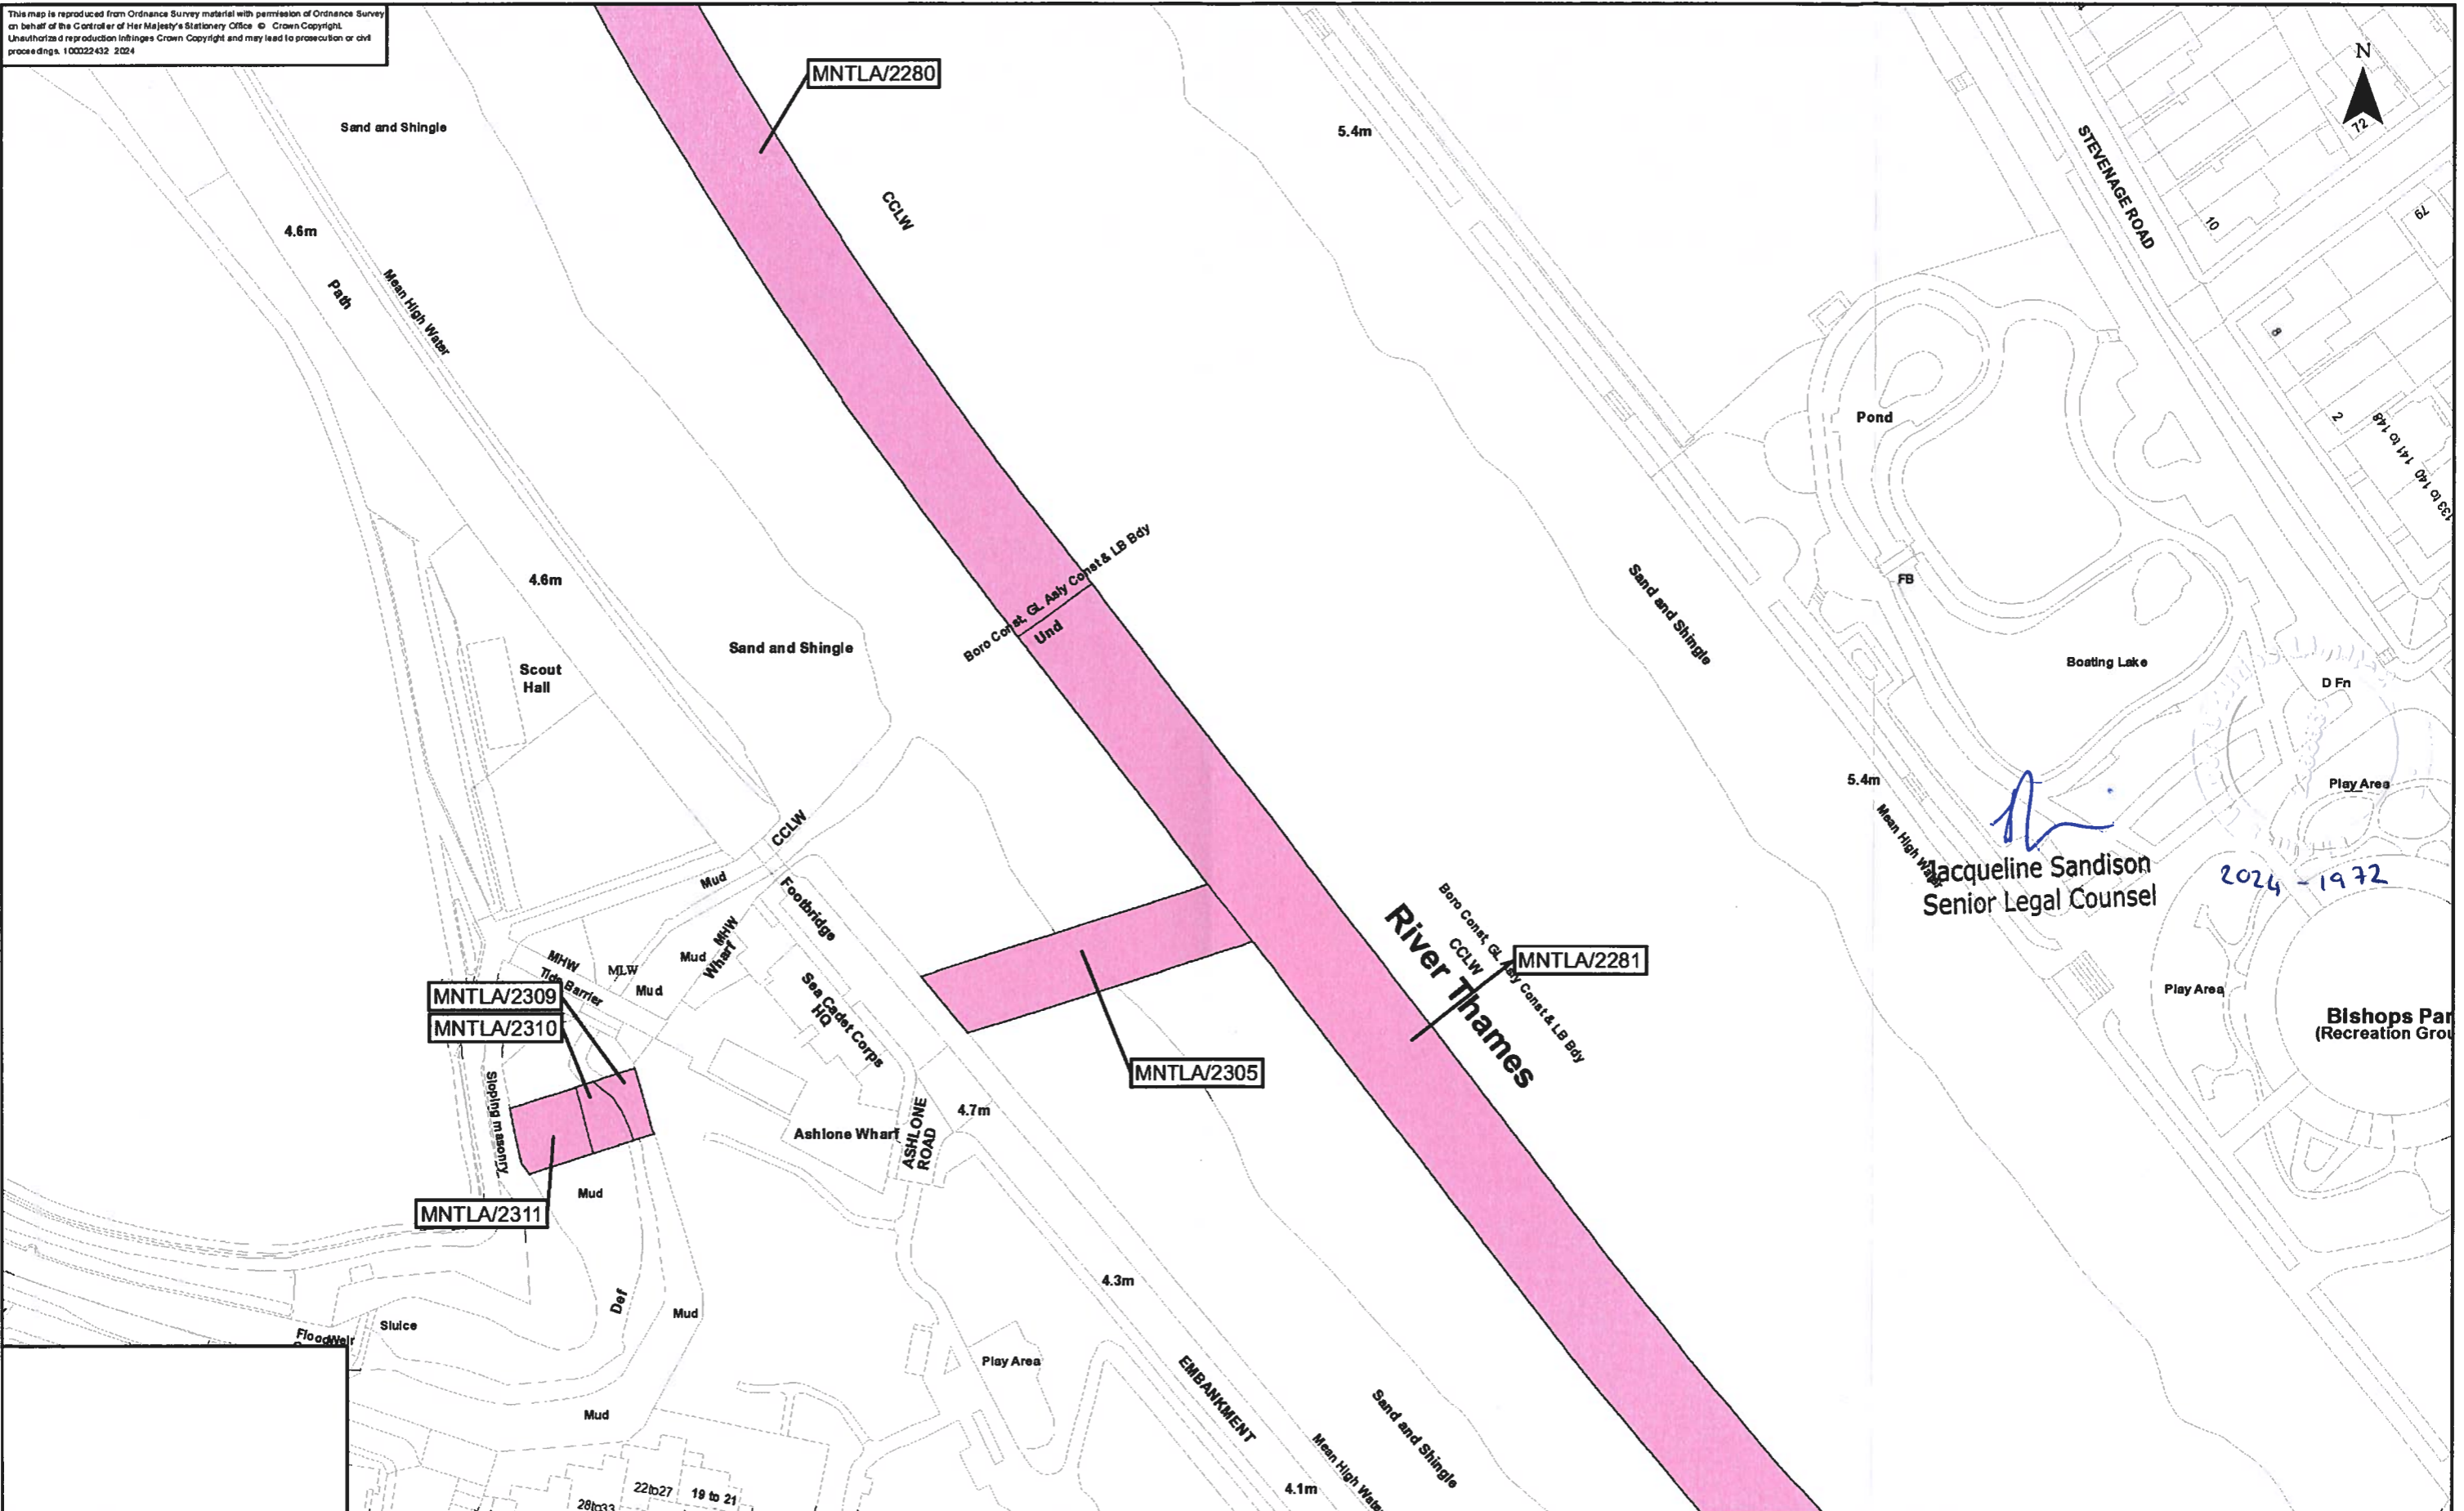 This map is reproduced from Ordnance Survey material with permission of Ordnance Survey
on behalf of the Controller of Her Majesty's Stationery Office © Crown Copyright.
Unauthorized reproduction infringes Crown Copyright and may lead to prosecution or civil
proceedings. 100022432 2024
MNTLA/2280
N
72
Sand and Shingle
5.4m
STEVENAGE ROAD
CCLW
10
79
4.6m
Path
Mean High Water
8
2
141 to 148
133 to 140
Pond
Boro Const, GL Asly Const & LB Bdy
Und
4.6m
FB
Sand and Shingle
Sand and Shingle
Scout
Hall
Boating Lake
D Fn
5.4m
Play Area
Mean High Water
CCLW
Mud
Footbridge
Jacqueline Sandison
Senior Legal Counsel
2024 - 1972
MHW
Wharf
Mud
MHW
Tide Barrier
MLW
Mud
Sea Cadet Corps
HQ
River Thames
Boro Const, GL Asly Const & LB Bdy
CCLW
MNTLA/2281
MNTLA/2309
MNTLA/2310
Play Area
Bishops Par
(Recreation Grou
MNTLA/2305
Sloping masonry
4.7m
Ashlone Wharf
ASHLONE
ROAD
Mud
MNTLA/2311
4.3m
Def
Mud
Sluice
Flood
Weir
Play Area
EMBANKMENT
Sand and Shingle
Mud
Mean High Wate
4.1m
22to27
19 to 21
28to33